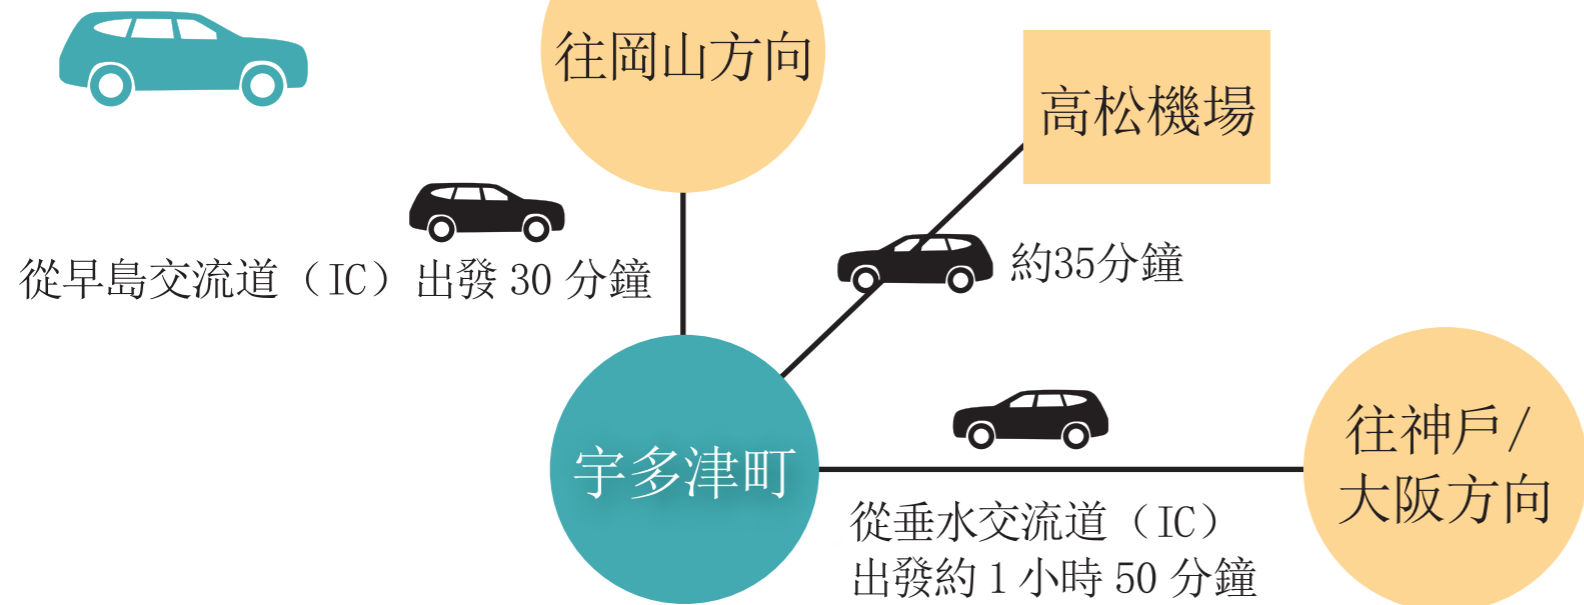 往岡山方向
高松機場
從早島交流道（IC）出發 30 分鐘
約35分鐘
宇多津町
往神戶/
大阪方向
從垂水交流道（IC）
出發約 1 小時 50 分鐘